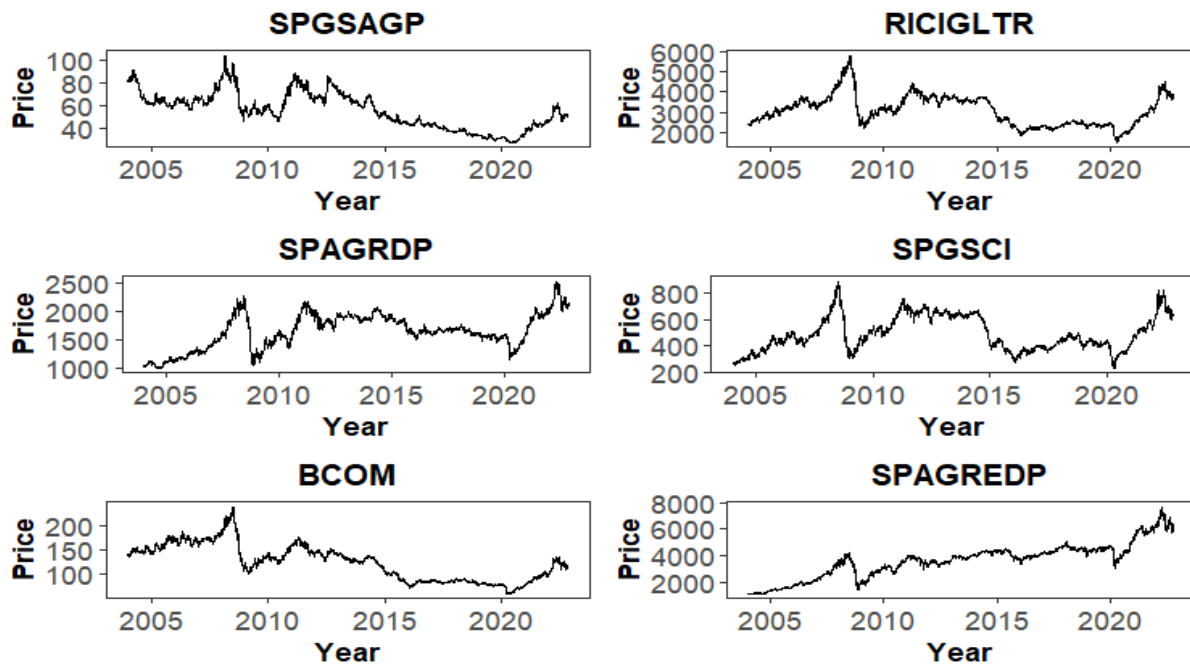 SPGSAGP
Price
100
80
60
40
2005 2010 2015 2020
Year
RICIGLTR
Price
6000
5000
4000
3000
2000
2005 2010 2015 2020
Year
SPAGRDP
Price
2500
2000
1500
1000
2005 2010 2015 2020
Year
SPGSCI
Price
800
600
400
200
2005 2010 2015 2020
Year
BCOM
Price
200
150
100
2005 2010 2015 2020
Year
SPAGREDP
Price
8000
6000
4000
2000
2005 2010 2015 2020
Year